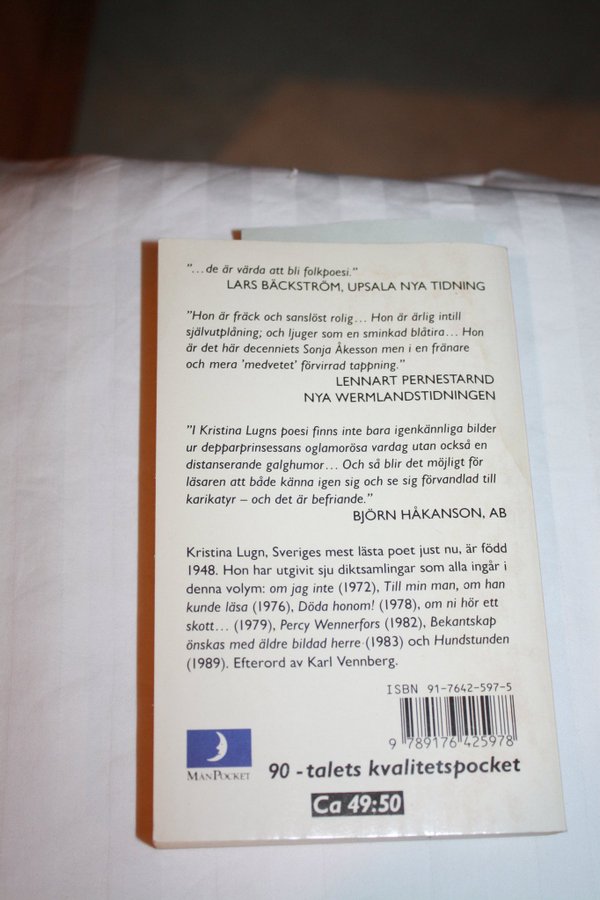 "...de är värda att bli folkpoesi."
LARS BÄCKSTRÖM, UPSALA NYA TIDNING
"Hon är fräck och sanslöst rolig... Hon är ärlig intill
självutplåning; och ljuger som en sminkad blåtira... Hon
är det här decenniets Sonja Åkesson men i en fränare
och mera 'medvetet' förvirrad tappning."
LENNART PERNESTARND
NYA WERMLANDSTIDNINGEN
"I Kristina Lugns poesi finns inte bara igenkännliga bilder
ur depparprinsessans oglamorösa vardag utan också en
distanserande galghumor... Och så blir det möjligt för
läsaren att både känna igen sig och se sig förvandlad till
karikatyr – och det är befriande."
BJÖRN HÅKANSON, AB
Kristina Lugn, Sveriges mest lästa poet just nu, är född
1948. Hon har utgivit sju diktsamlingar som alla ingår i
denna volym: om jag inte (1972), Till min man, om han
kunde läsa (1976), Döda honom! (1978), om ni hör ett
skott... (1979), Percy Wennerfors (1982), Bekantskap
önskas med äldre bildad herre (1983) och Hundstunden
(1989). Efterord av Karl Vennberg.
ISBN 91-7642-597-5
9 789176 425978
MANPOCKET
90 - talets kvalitetspocket
Ca 49:50